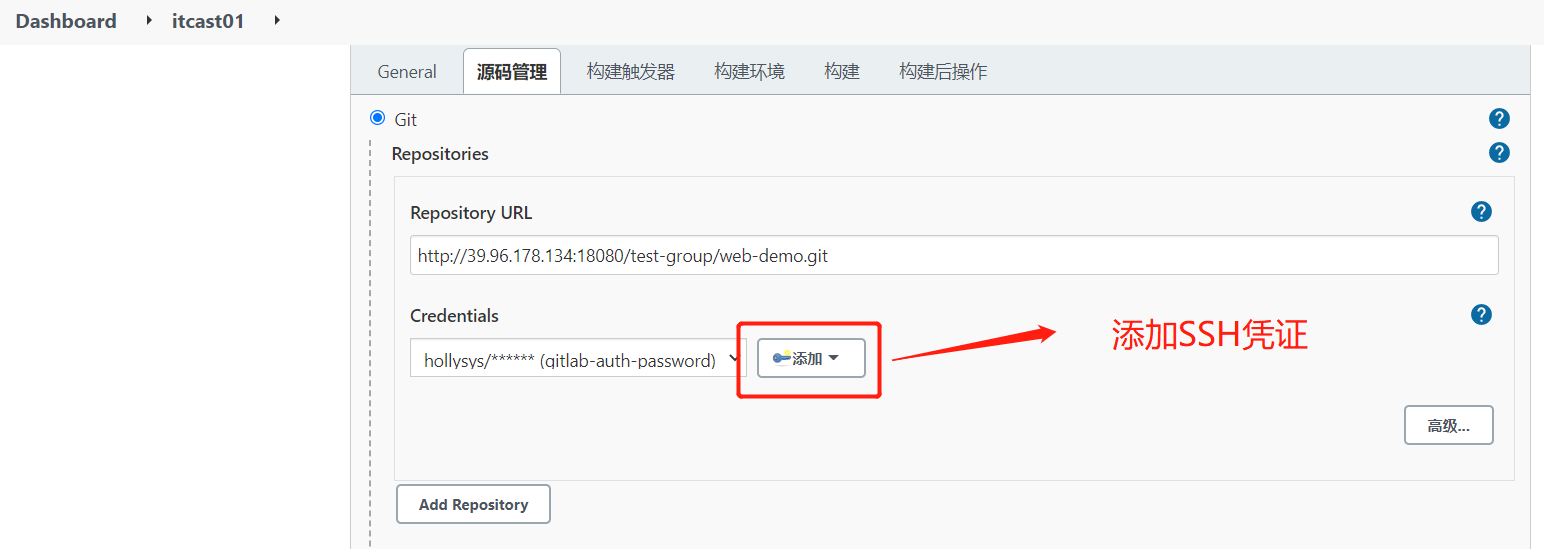 Dashboard itcast01
General 源码管理 构建触发器 构建环境 构建 构建后操作
Git
Repositories
Repository URL
http://39.96.178.134:18080/test-group/web-demo.git
Credentials
hollysys/****** (gitlab-auth-password) 添加
添加SSH凭证
高级...
Add Repository